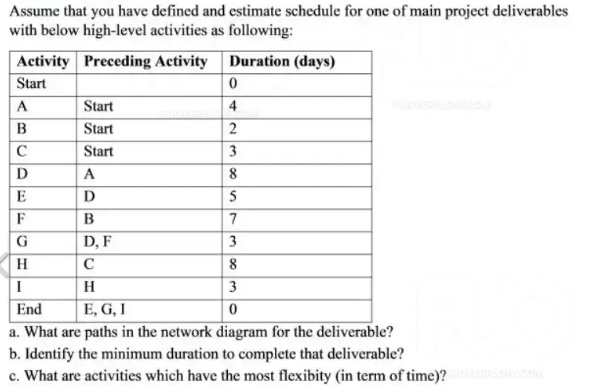 Assume that you have defined and estimate schedule for one of main project deliverables
with below high-level activities as following:
Activity Preceding Activity Duration (days)
Start 0
A Start 4
B Start 2
C Start 3
D A 8
E D 5
F B 7
G D, F 3
H C 8
I H 3
End E, G, I 0
a. What are paths in the network diagram for the deliverable?
b. Identify the minimum duration to complete that deliverable?
c. What are activities which have the most flexibity (in term of time)?